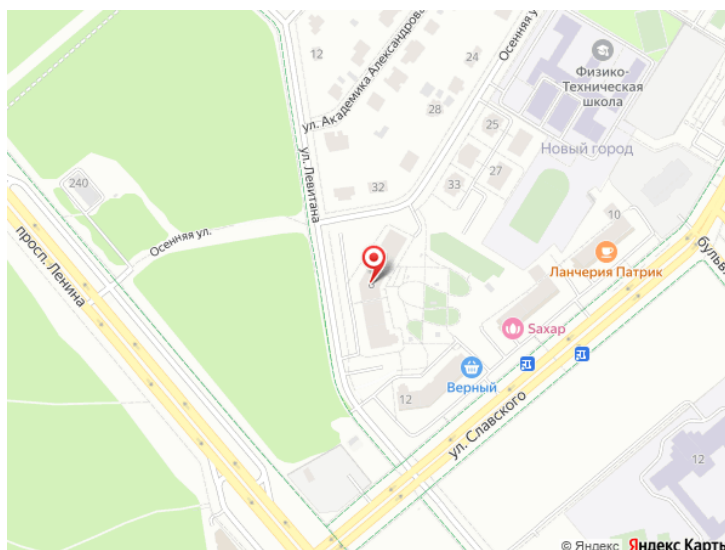 12
ул. Академика Александрова
Осенняя ул.
24
Физико-
Техническая
школа
28
25
Новый город
240
ул. Левитана
32
33
27
10
Осенняя ул.
просп. Ленина
Ланчерия Патрик
Saxap
Верный
12
ул. Славского
12
© Яндекс Яндекс Карты